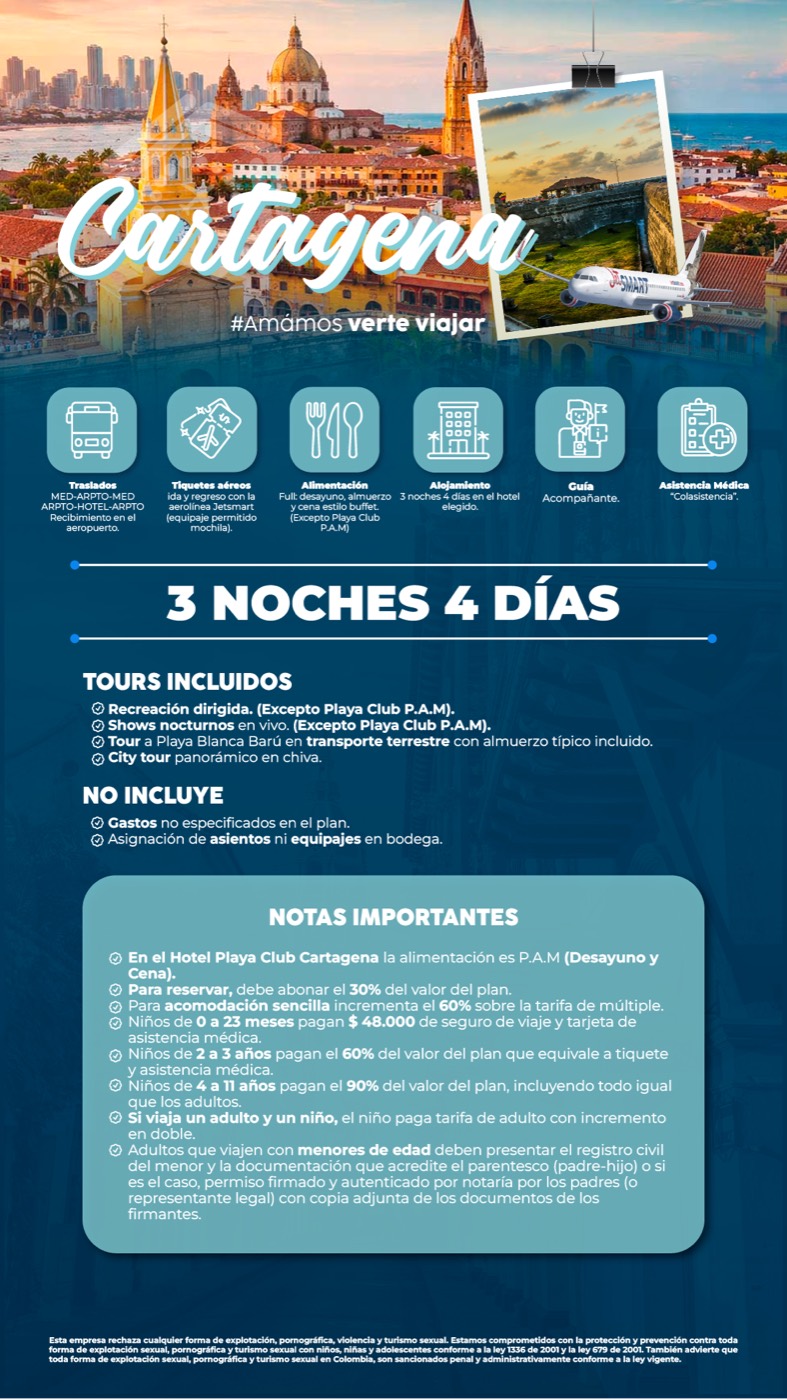 Cartagena
JetSMART
#Amámos verte viajar
Traslados
MED-ARPTO-MED
ARPTO-HOTEL-ARPTO
Recibimiento en el
aeropuerto.
Tiquetes aéreos
ida y regreso con la
aerolínea Jetsmart
(equipaje permitido
mochila).
Alimentación
Full: desayuno, almuerzo
y cena estilo buffet.
(Excepto Playa Club
P.A.M)
Alojamiento
3 noches 4 días en el hotel
elegido.
Guía
Acompañante.
Asistencia Médica
"Colasistencia".
3 NOCHES 4 DÍAS
TOURS INCLUIDOS
Recreación dirigida. (Excepto Playa Club P.A.M).
Shows nocturnos en vivo. (Excepto Playa Club P.A.M).
Tour a Playa Blanca Barú en transporte terrestre con almuerzo típico incluido.
City tour panorámico en chiva.
NO INCLUYE
Gastos no especificados en el plan.
Asignación de asientos ni equipajes en bodega.
NOTAS IMPORTANTES
En el Hotel Playa Club Cartagena la alimentación es P.A.M (Desayuno y
Cena).
Para reservar, debe abonar el 30% del valor del plan.
Para acomodación sencilla incrementa el 60% sobre la tarifa de múltiple.
Niños de 0 a 23 meses pagan $ 48.000 de seguro de viaje y tarjeta de
asistencia médica.
Niños de 2 a 3 años pagan el 60% del valor del plan que equivale a tiquete
y asistencia médica.
Niños de 4 a 11 años pagan el 90% del valor del plan, incluyendo todo igual
que los adultos.
Si viaja un adulto y un niño, el niño paga tarifa de adulto con incremento
en doble.
Adultos que viajen con menores de edad deben presentar el registro civil
del menor y la documentación que acredite el parentesco (padre-hijo) o si
es el caso, permiso firmado y autenticado por notaría por los padres (o
representante legal) con copia adjunta de los documentos de los
firmantes.
Esta empresa rechaza cualquier forma de explotación, pornográfica, violencia y turismo sexual. Estamos comprometidos con la protección y prevención contra toda
forma de explotación sexual, pornográfica y turismo sexual con niños, niñas y adolescentes conforme a la ley 1336 de 2001 y la ley 679 de 2001. También advierte que
toda forma de explotación sexual, pornográfica y turismo sexual en Colombia, son sancionados penal y administrativamente conforme a la ley vigente.